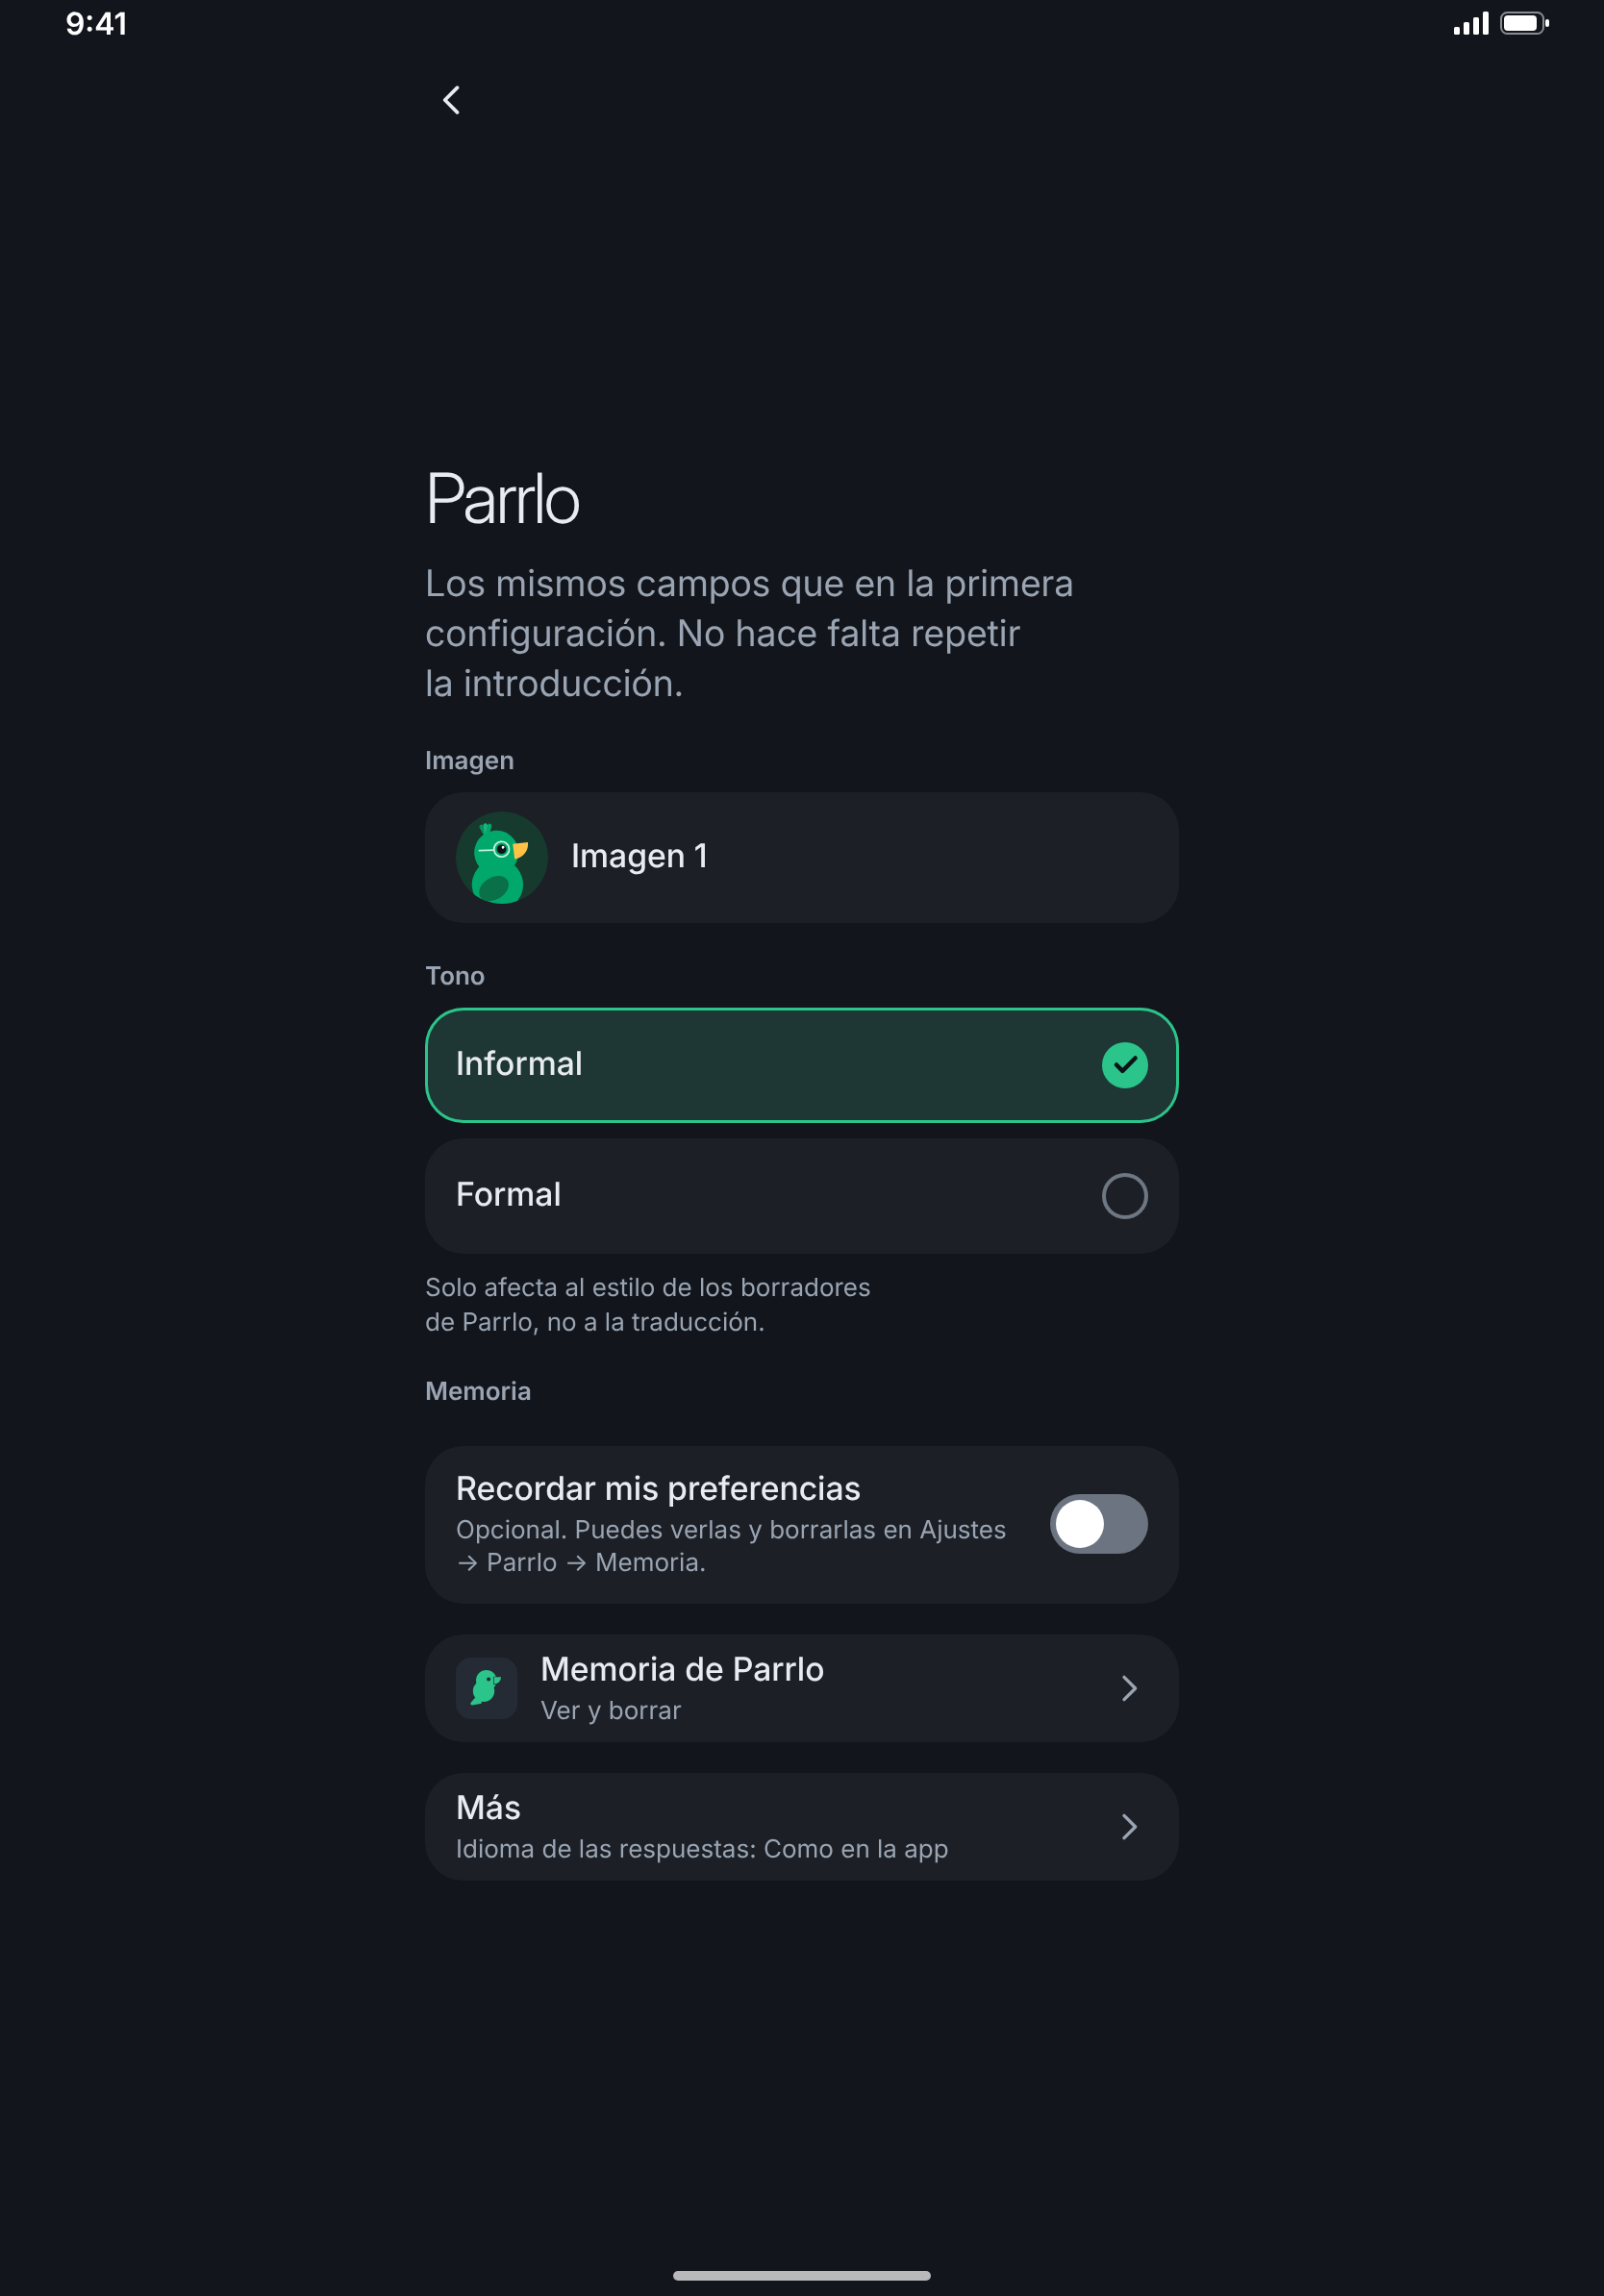 9:41
Parrlo
Los mismos campos que en la primera
configuración. No hace falta repetir
la introducción.
Imagen
Imagen 1
Tono
Informal
Formal
Solo afecta al estilo de los borradores
de Parrlo, no a la traducción.
Memoria
Recordar mis preferencias
Opcional. Puedes verlas y borrarlas en Ajustes
→ Parrlo → Memoria.
Memoria de Parrlo
Ver y borrar
Más
Idioma de las respuestas: Como en la app